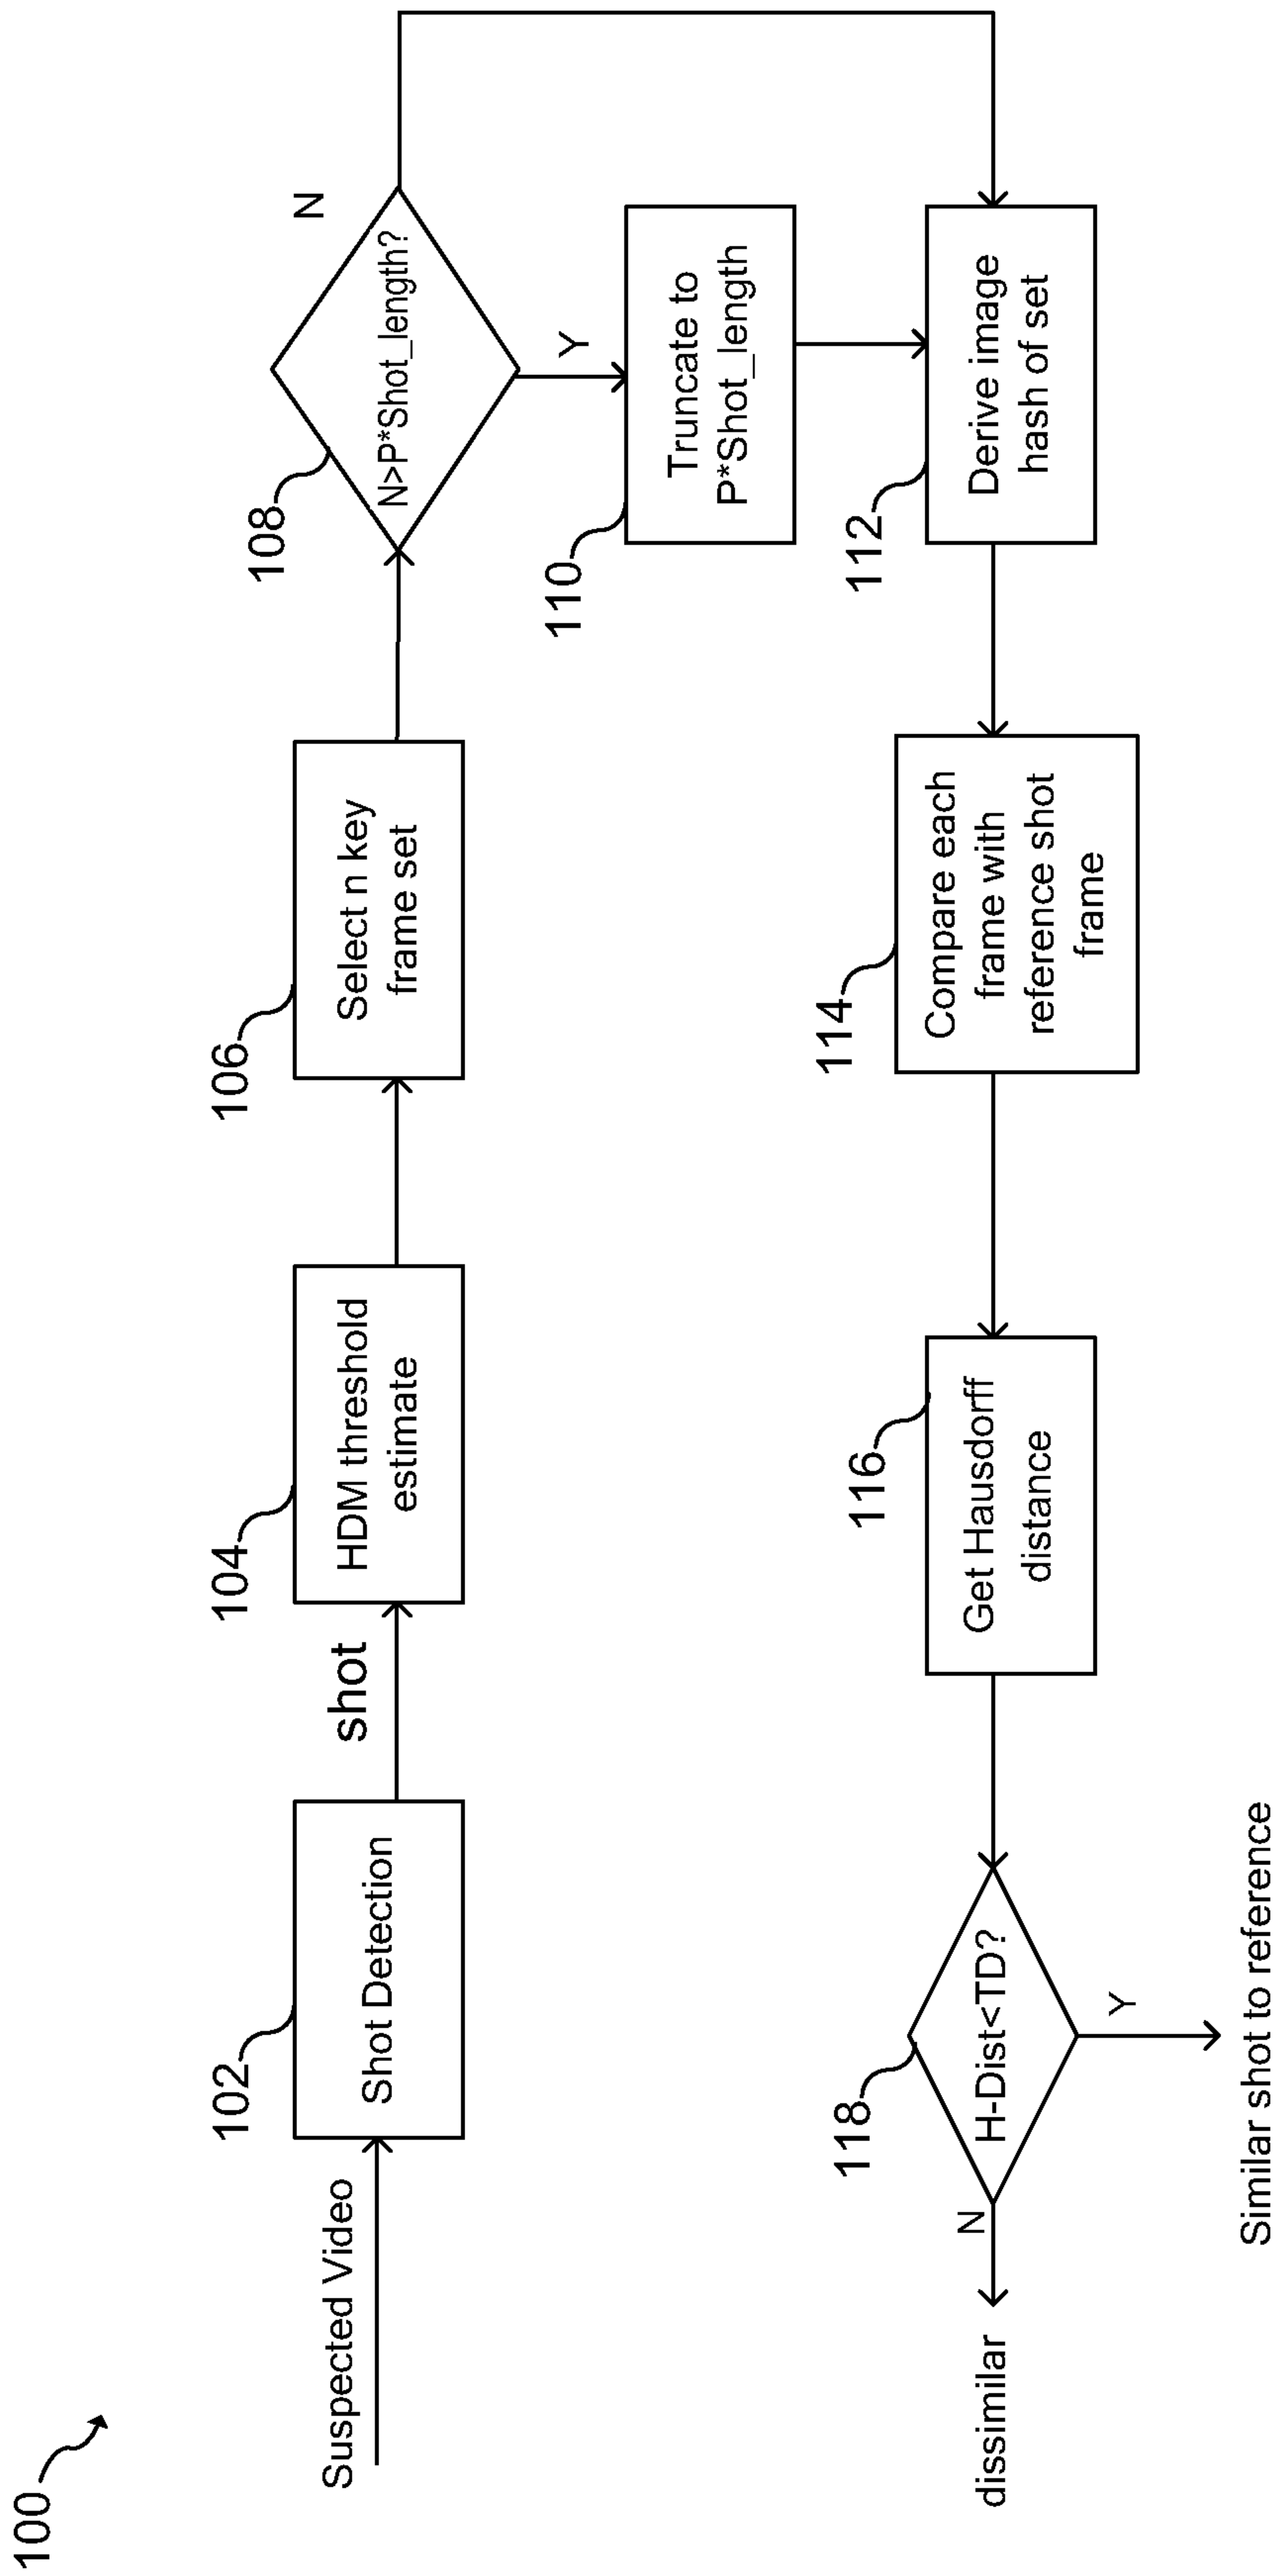 100
Suspected Video
102
Shot Detection
shot
104
HDM threshold
estimate
106
Select n key
frame set
108
N>P*Shot_length?
N
Y
110
Truncate to
P*Shot_length
112
Derive image
hash of set
114
Compare each
frame with
reference shot
frame
116
Get Hausdorff
distance
118
H-Dist<TD?
N
dissimilar
Y
Similar shot to reference